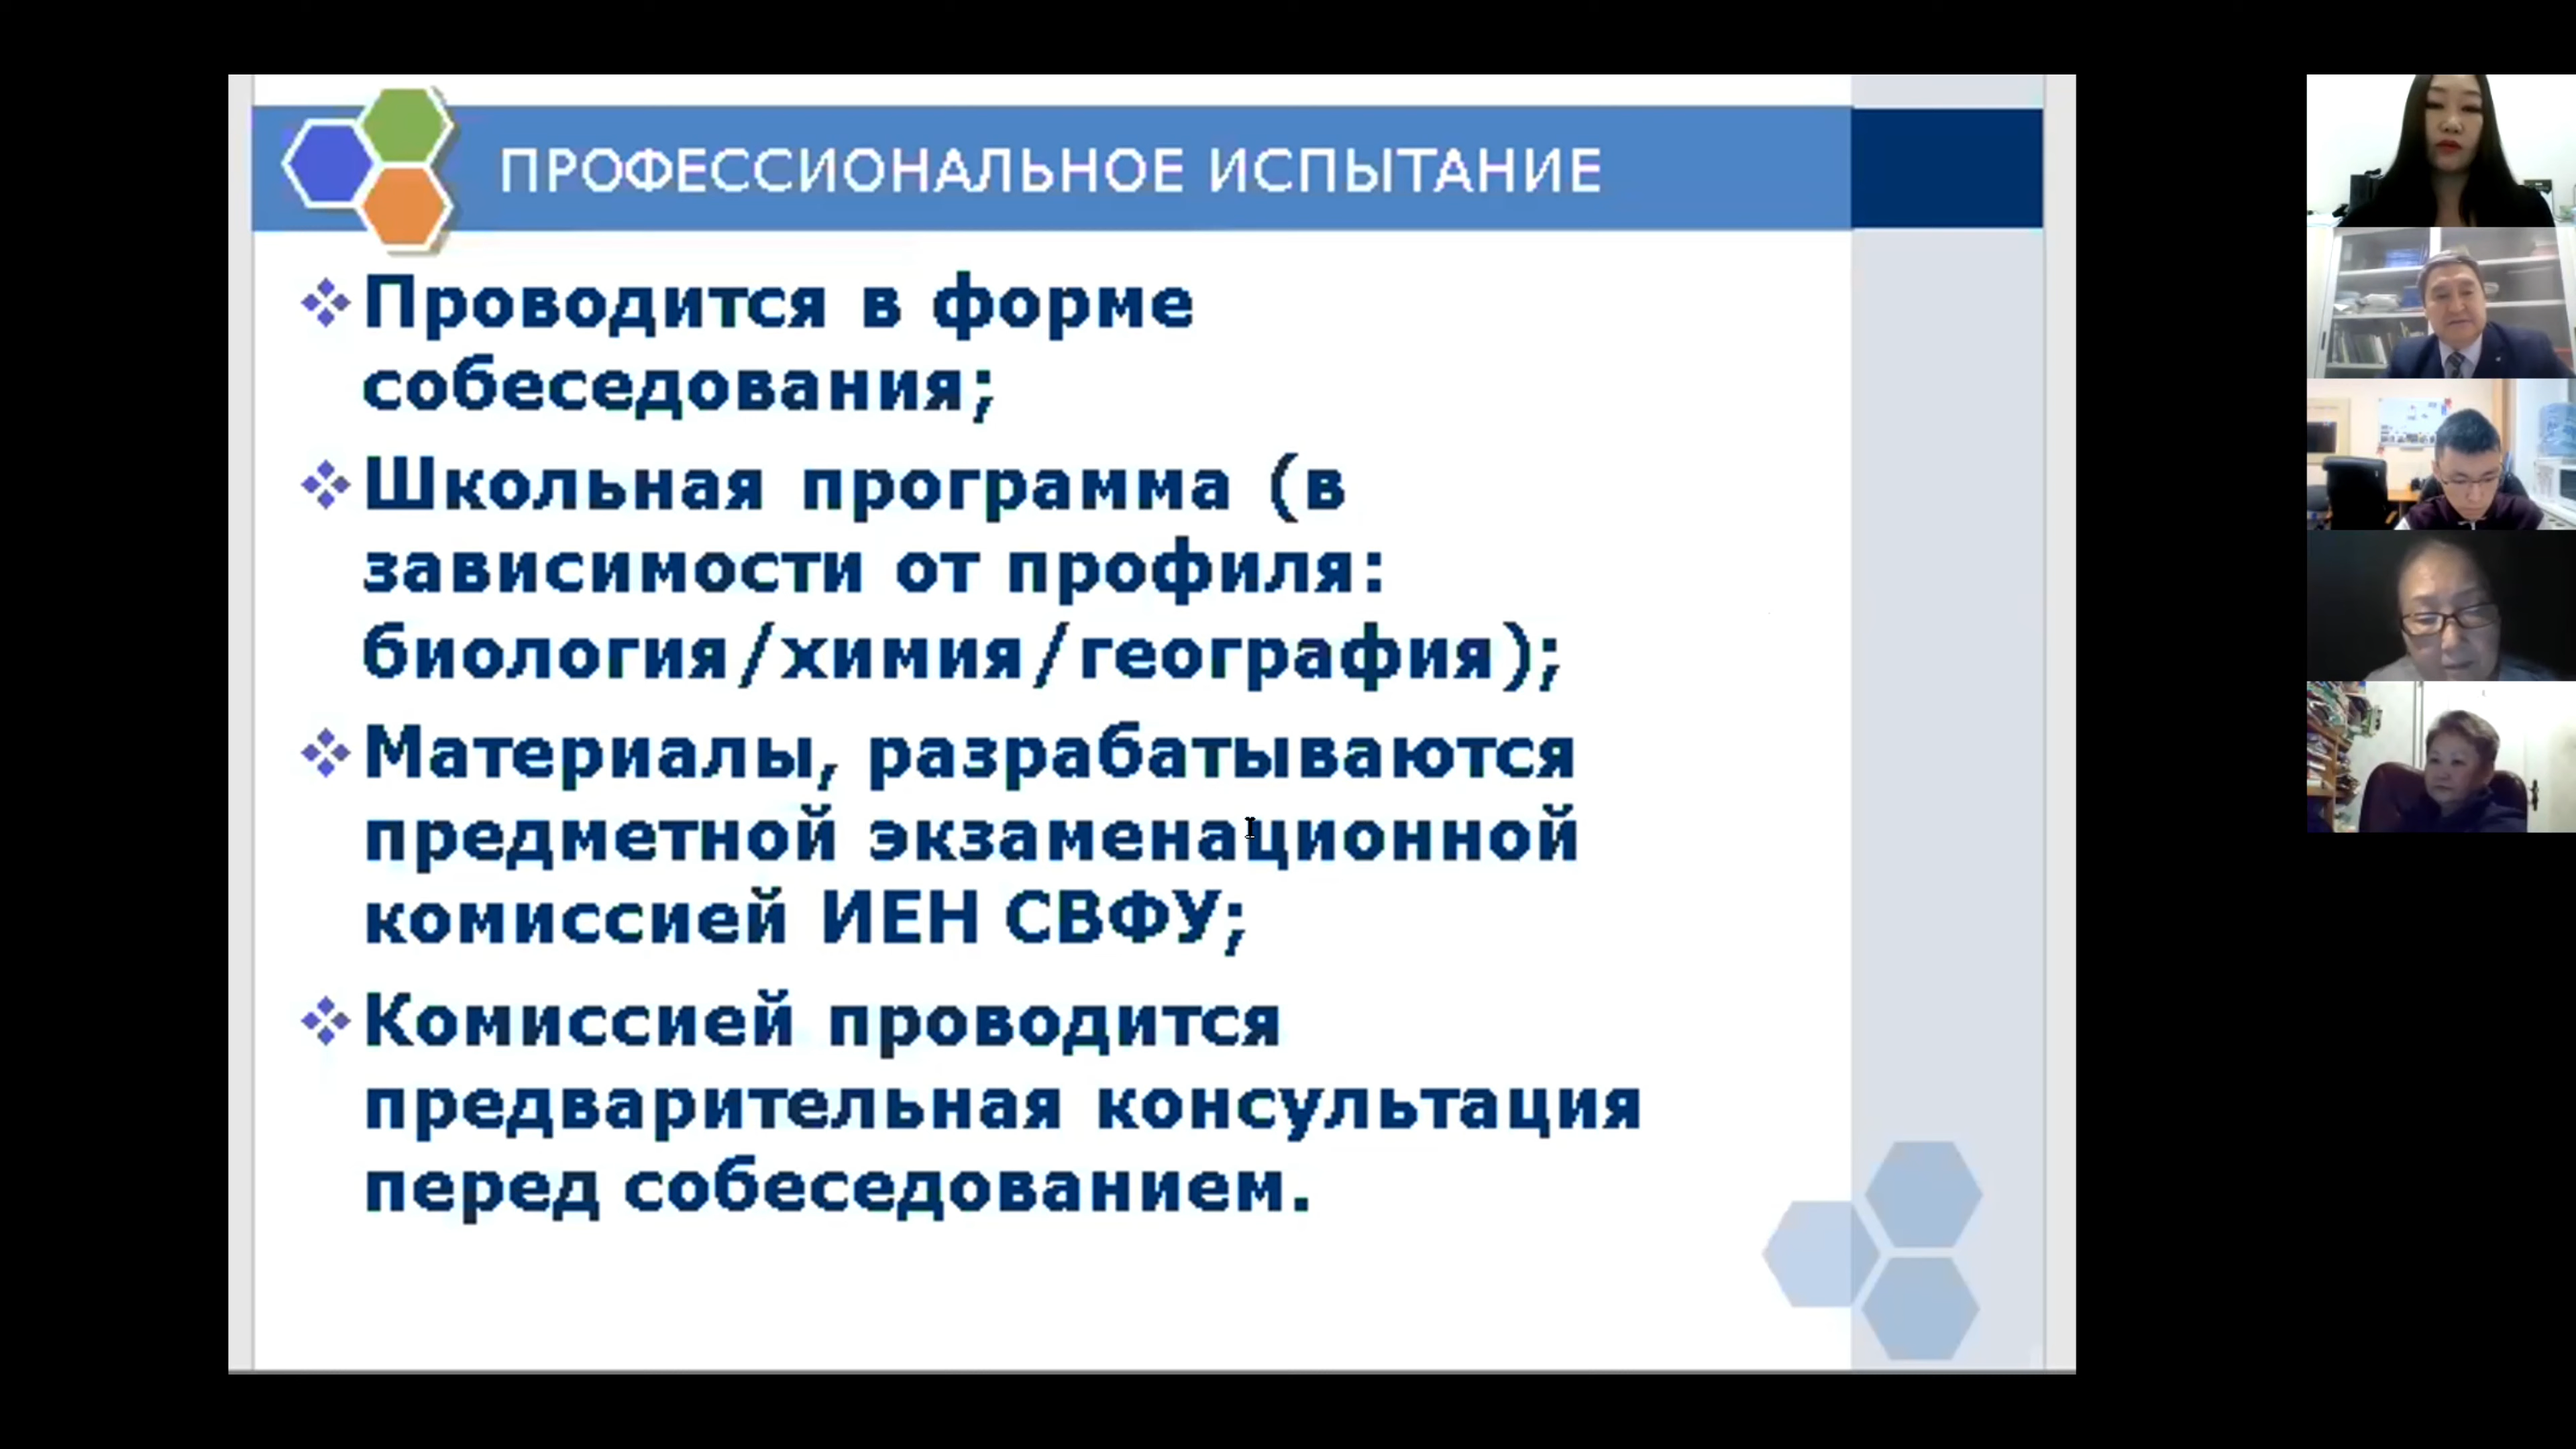 ПРОФЕССИОНАЛЬНОЕ ИСПЫТАНИЕ
Проводится в форме
собеседования;
Школьная программа (в
зависимости от профиля:
биология/химия/география);
Материалы, разрабатываются
предметной экзаменационной
комиссией ИЕН СВФУ;
Комиссией проводится
предварительная консультация
перед собеседованием.